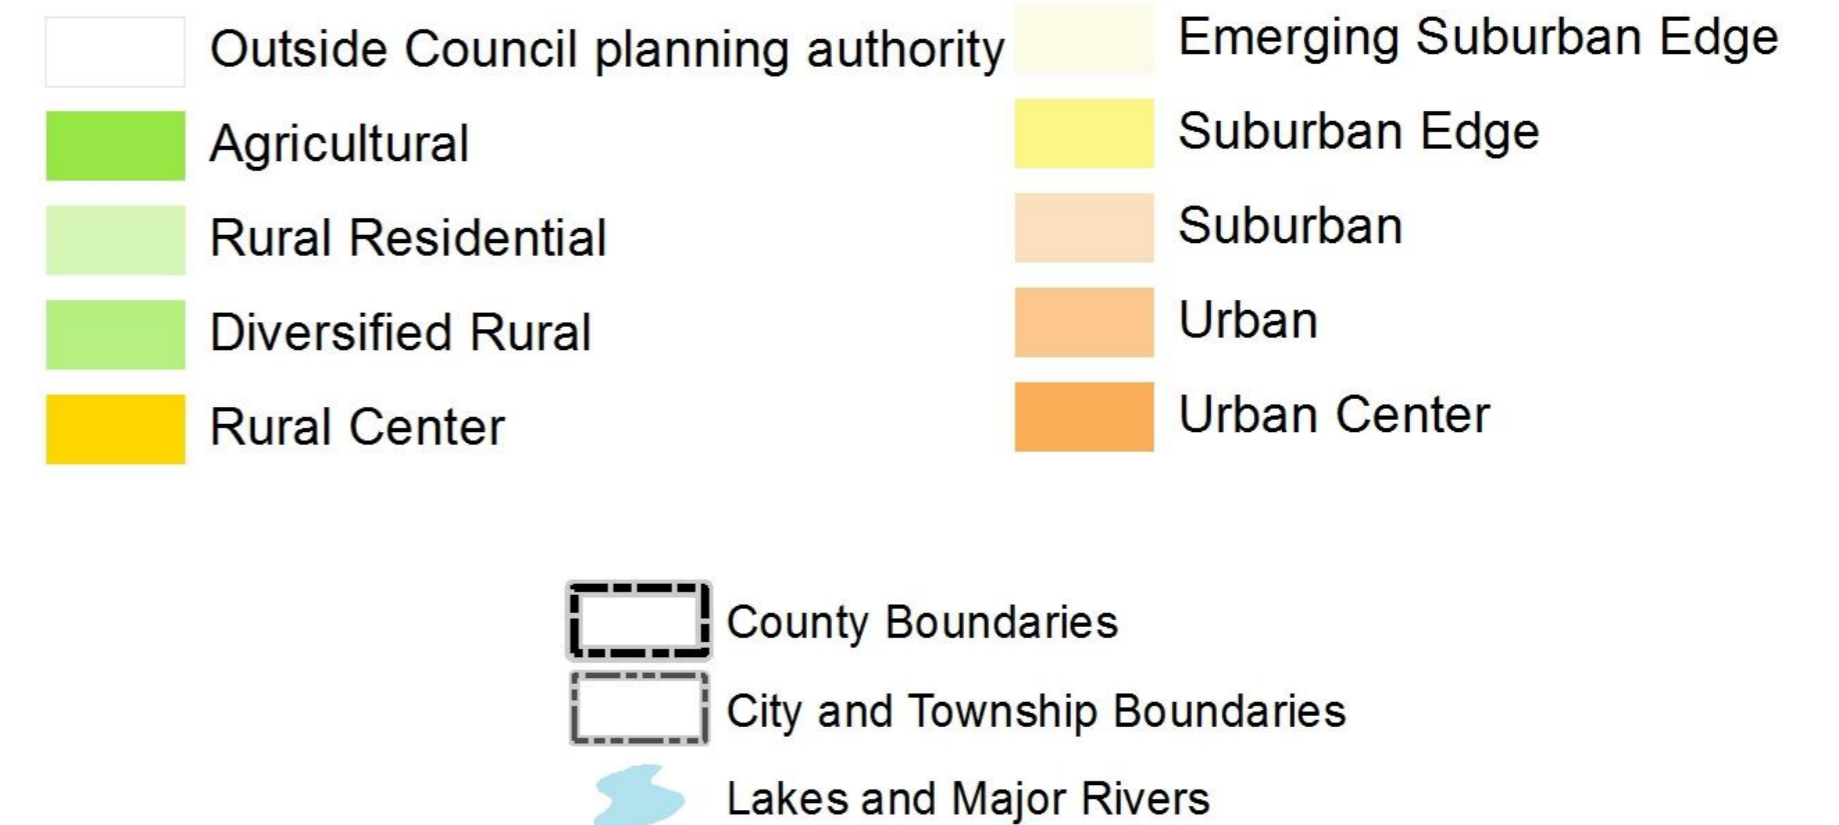 Outside Council planning authority
Agricultural
Rural Residential
Diversified Rural
Rural Center
Emerging Suburban Edge
Suburban Edge
Suburban
Urban
Urban Center
County Boundaries
City and Township Boundaries
Lakes and Major Rivers